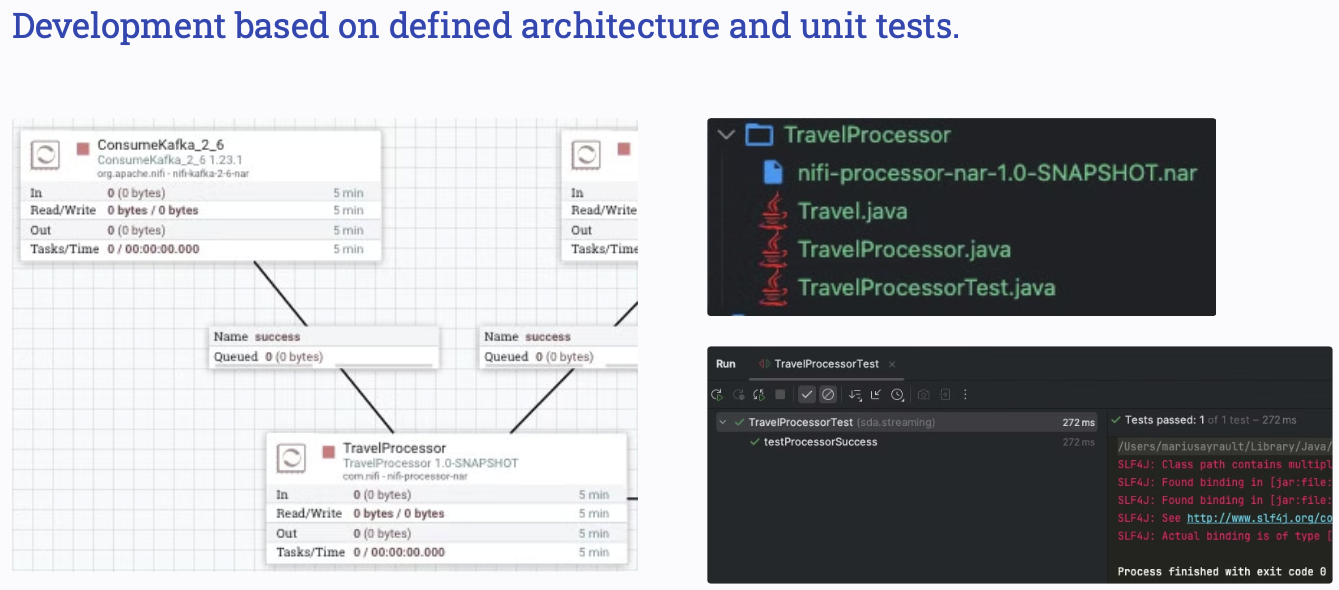 Development based on defined architecture and unit tests.
ConsumeKafka_2_6
ConsumeKafka_2_6 1.23.1
org.apache.nifi - nifi-kafka-2-6-nar
In 0 (0 bytes) 5 min
Read/Write 0 bytes / 0 bytes 5 min
Out 0 (0 bytes) 5 min
Tasks/Time 0 / 00:00:00.000 5 min
In
Read/Write
Out
Tasks/Time
Name success
Queued 0 (0 bytes)
Name success
Queued 0 (0 bytes)
TravelProcessor
TravelProcessor 1.0-SNAPSHOT
com.nifi - nifi-processor-nar
In 0 (0 bytes) 5 min
Read/Write 0 bytes / 0 bytes 5 min
Out 0 (0 bytes) 5 min
Tasks/Time 0 / 00:00:00.000 5 min
TravelProcessor
nifi-processor-nar-1.0-SNAPSHOT.nar
Travel.java
TravelProcessor.java
TravelProcessorTest.java
Run TravelProcessorTest ×
TravelProcessorTest (sda.streaming) 272 ms
testProcessorSuccess 272 ms
Tests passed: 1 of 1 test – 272 ms
/Users/mariusayrault/Library/Java/
SLF4J: Class path contains multipl
SLF4J: Found binding in [jar:file:
SLF4J: Found binding in [jar:file:
SLF4J: See http://www.slf4j.org/co
SLF4J: Actual binding is of type [
Process finished with exit code 0